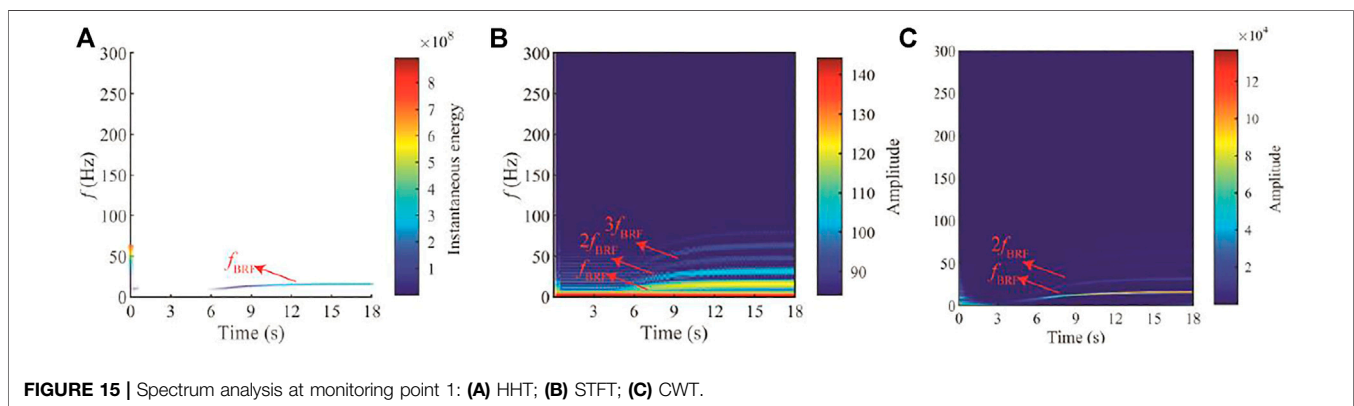 A
×10⁸
300
250
200
150
100
50
0
f (Hz)
0 3 6 9 12 15 18
Time (s)
f_BRF
8
7
6
5
4
3
2
1
Instantaneous energy
B
300
250
200
150
100
50
0
f (Hz)
3 6 9 12 15 18
Time (s)
3f_BRF
2f_BRF
f_BRF
140
130
120
110
100
90
Amplitude
C
×10⁴
300
250
200
150
100
50
0
f (Hz)
0 3 6 9 12 15 18
Time (s)
2f_BRF
f_BRF
12
10
8
6
4
2
Amplitude
FIGURE 15 | Spectrum analysis at monitoring point 1: (A) HHT; (B) STFT; (C) CWT.